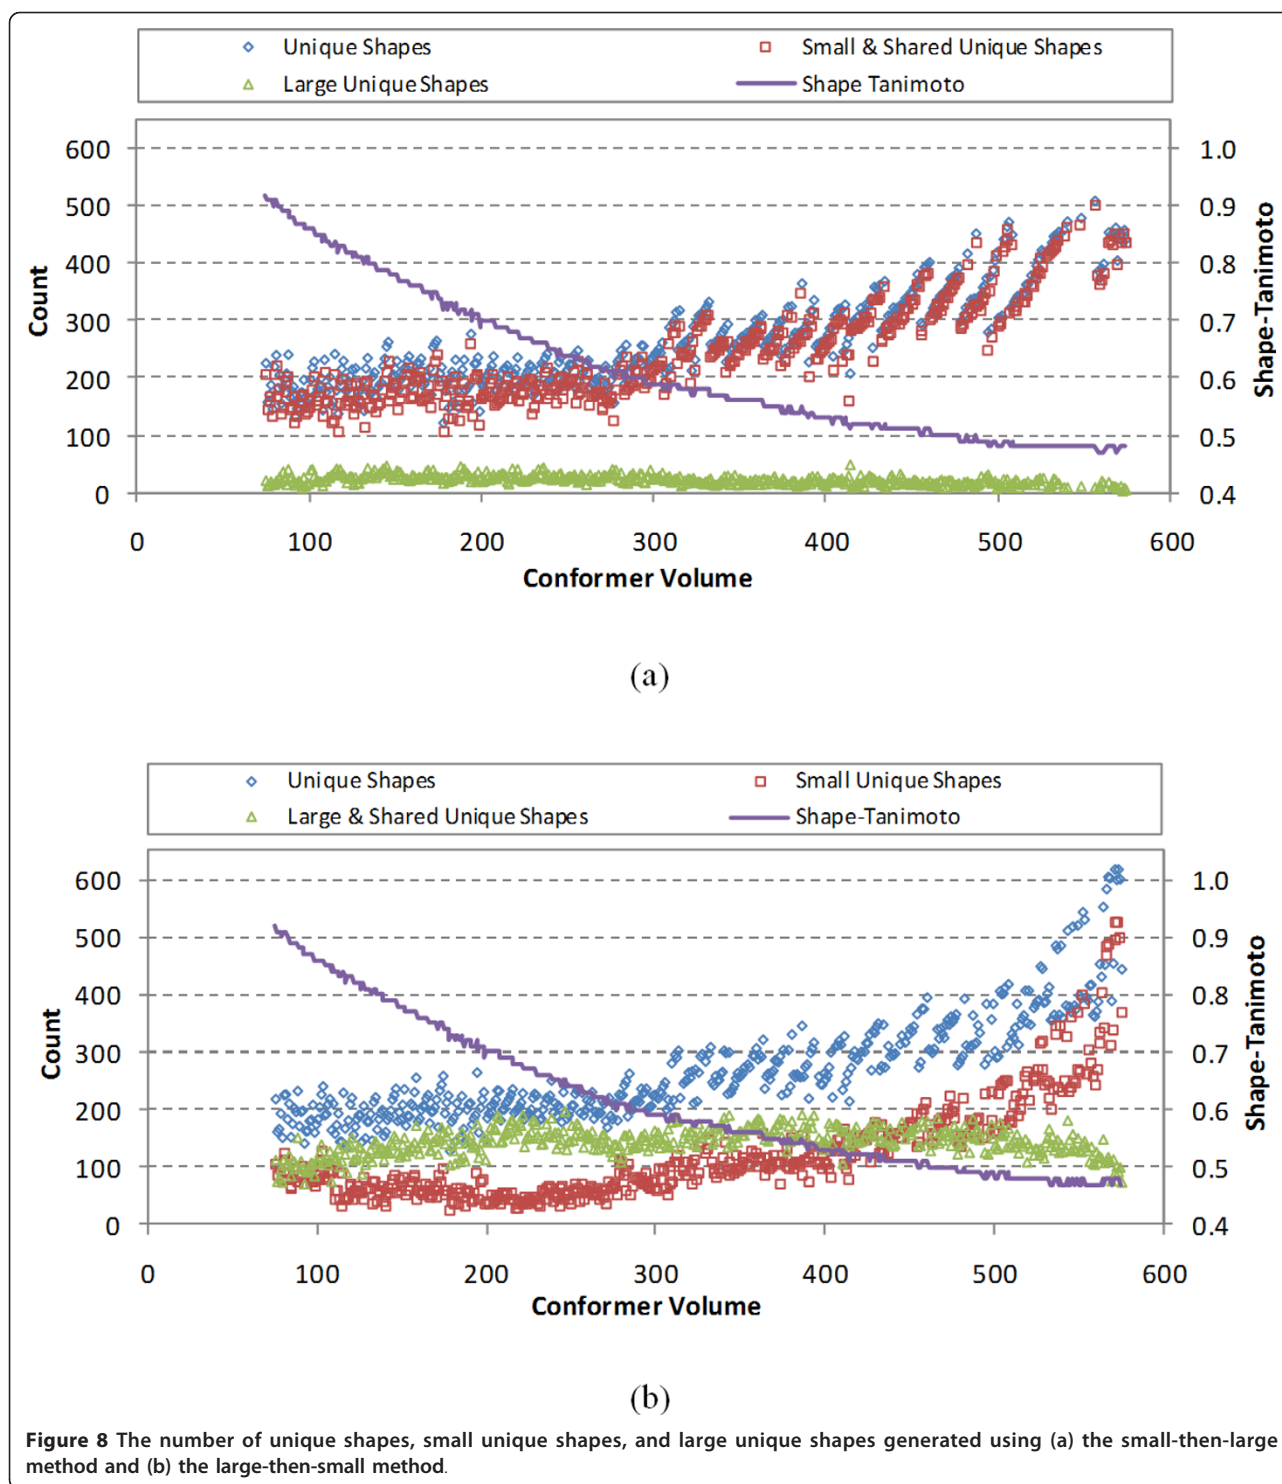 Unique Shapes
Small & Shared Unique Shapes
Large Unique Shapes
Shape Tanimoto
600
500
400
300
200
100
0
Count
1.0
0.9
0.8
0.7
0.6
0.5
0.4
Shape-Tanimoto
0 100 200 300 400 500 600
Conformer Volume
(a)
Unique Shapes
Small Unique Shapes
Large & Shared Unique Shapes
Shape-Tanimoto
600
500
400
300
200
100
0
Count
1.0
0.9
0.8
0.7
0.6
0.5
0.4
Shape-Tanimoto
0 100 200 300 400 500 600
Conformer Volume
(b)
Figure 8 The number of unique shapes, small unique shapes, and large unique shapes generated using (a) the small-then-large
method and (b) the large-then-small method.